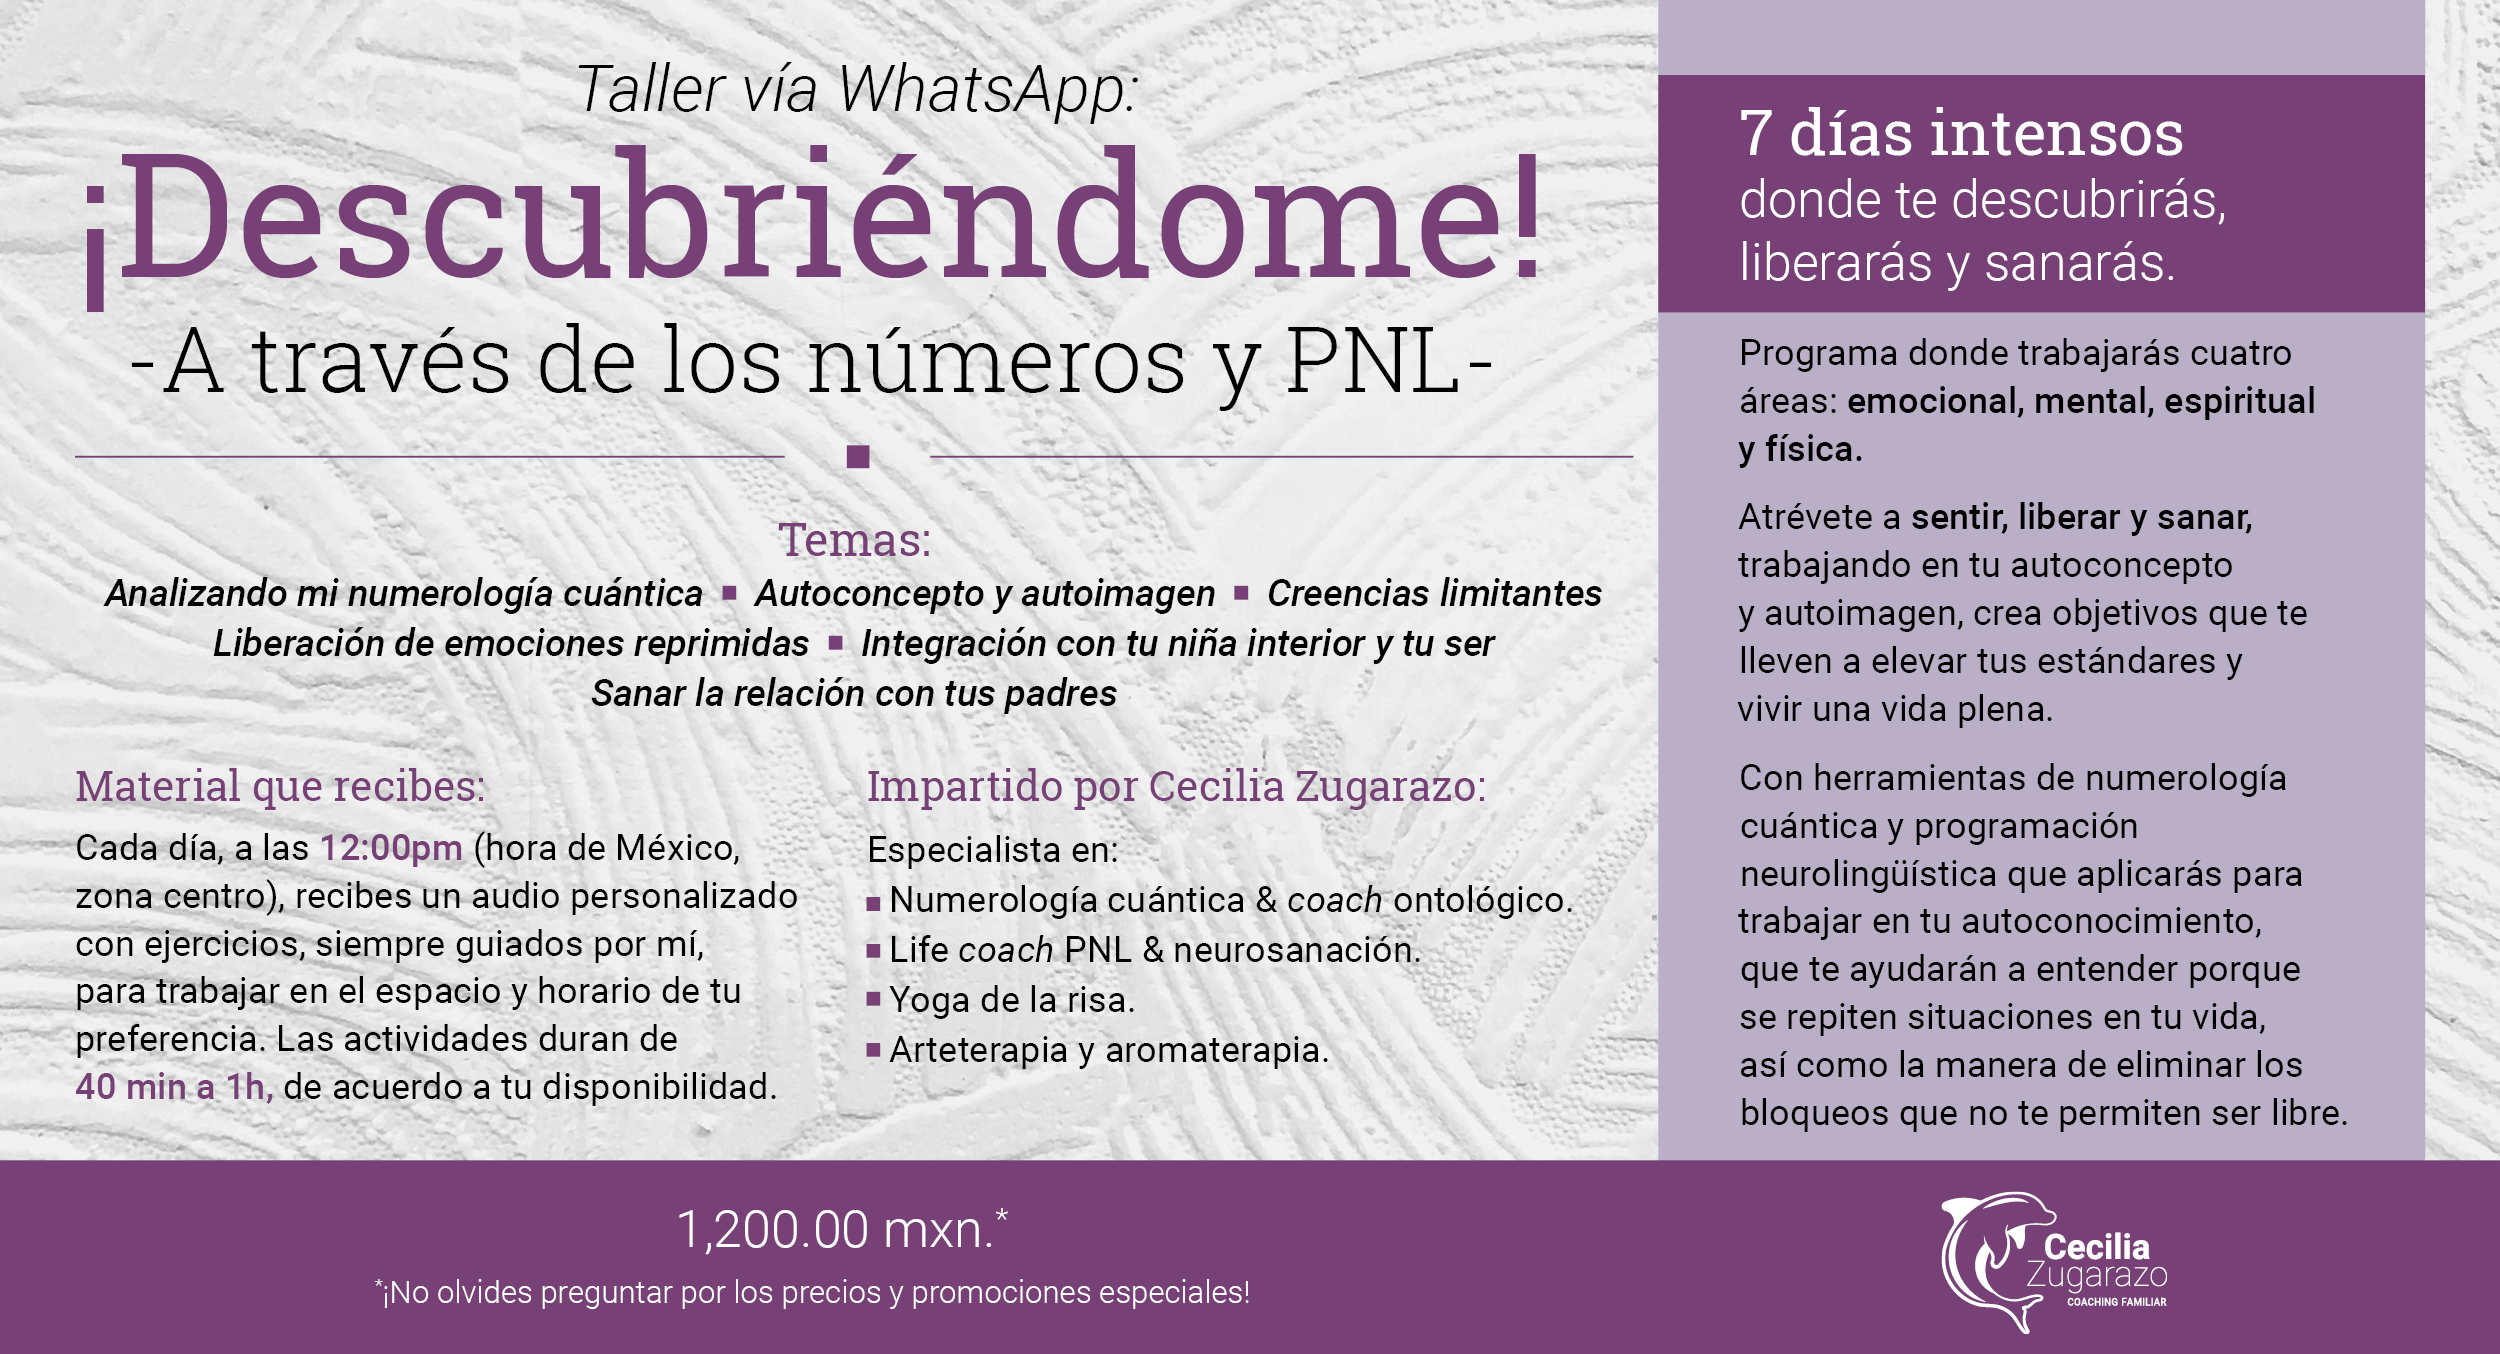 Taller vía WhatsApp:
¡Descubriéndome!
-A través de los números y PNL-
Temas:
Analizando mi numerología cuántica ▪ Autoconcepto y autoimagen ▪ Creencias limitantes
Liberación de emociones reprimidas ▪ Integración con tu niña interior y tu ser
Sanar la relación con tus padres
Material que recibes:
Cada día, a las 12:00pm (hora de México,
zona centro), recibes un audio personalizado
con ejercicios, siempre guiados por mí,
para trabajar en el espacio y horario de tu
preferencia. Las actividades duran de
40 min a 1h, de acuerdo a tu disponibilidad.
Impartido por Cecilia Zugarazo:
Especialista en:
▪ Numerología cuántica & coach ontológico.
▪ Life coach PNL & neurosanación.
▪ Yoga de la risa.
▪ Arteterapia y aromaterapia.
7 días intensos
donde te descubrirás,
liberarás y sanarás.
Programa donde trabajarás cuatro
áreas: emocional, mental, espiritual
y física.
Atrévete a sentir, liberar y sanar,
trabajando en tu autoconcepto
y autoimagen, crea objetivos que te
lleven a elevar tus estándares y
vivir una vida plena.
Con herramientas de numerología
cuántica y programación
neurolingüística que aplicarás para
trabajar en tu autoconocimiento,
que te ayudarán a entender porque
se repiten situaciones en tu vida,
así como la manera de eliminar los
bloqueos que no te permiten ser libre.
1,200.00 mxn.*
*¡No olvides preguntar por los precios y promociones especiales!
Cecilia
Zugarazo
COACHING FAMILIAR